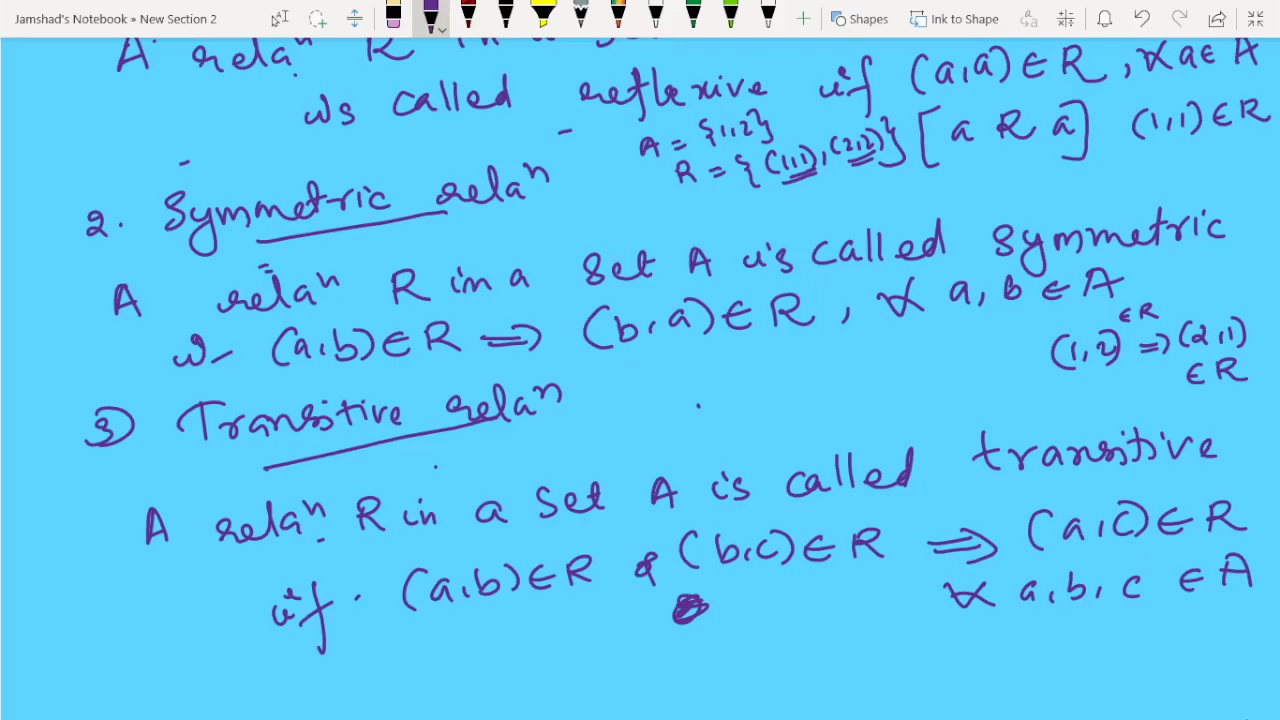 Jamshad's Notebook » New Section 2
Shapes
Ink to Shape
A relaⁿ R in a set
is called reflexive if (a,a) ∈ R, ∀ a ∈ A
A = {1,2}
R = {(1,1), (2,2)} [a R a] (1,1) ∈ R
2. Symmetric relaⁿ
A relaⁿ R in a set A is called symmetric
if (a,b) ∈ R ⇒ (b,a) ∈ R, ∀ a, b ∈ A
(1,2) ∈ R ⇒ (2,1)
∈ R
3) Transitive relaⁿ
A relaⁿ R in a set A is called transitive
if (a,b) ∈ R & (b,c) ∈ R ⇒ (a,c) ∈ R
∀ a, b, c ∈ A